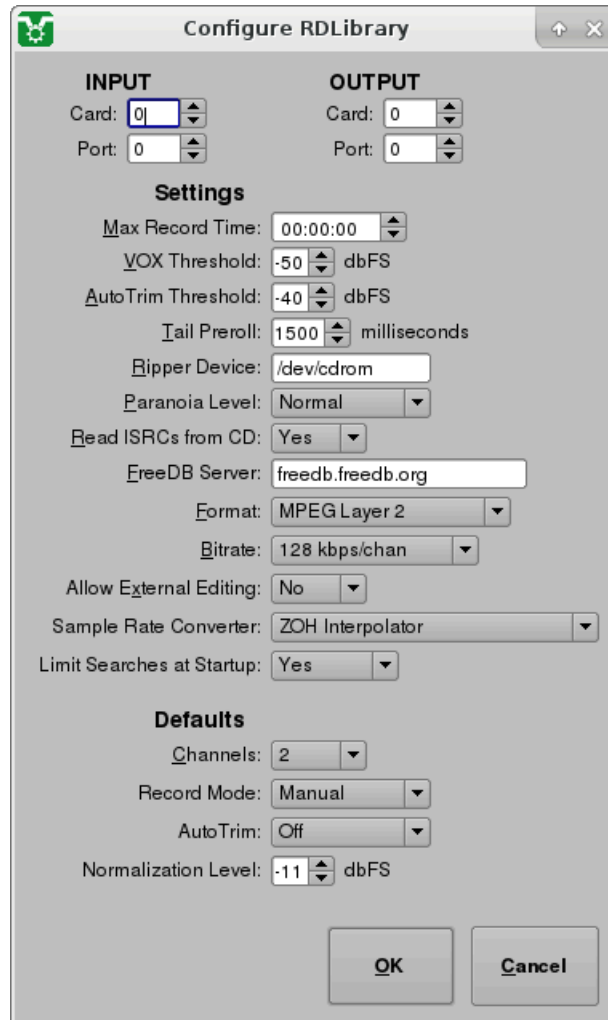 Configure RDLibrary
INPUT OUTPUT
Card: 0 Card: 0
Port: 0 Port: 0
Settings
Max Record Time: 00:00:00
VOX Threshold: -50 dbFS
AutoTrim Threshold: -40 dbFS
Tail Preroll: 1500 milliseconds
Ripper Device: /dev/cdrom
Paranoia Level: Normal
Read ISRCs from CD: Yes
FreeDB Server: freedb.freedb.org
Format: MPEG Layer 2
Bitrate: 128 kbps/chan
Allow External Editing: No
Sample Rate Converter: ZOH Interpolator
Limit Searches at Startup: Yes
Defaults
Channels: 2
Record Mode: Manual
AutoTrim: Off
Normalization Level: -11 dbFS
OK Cancel